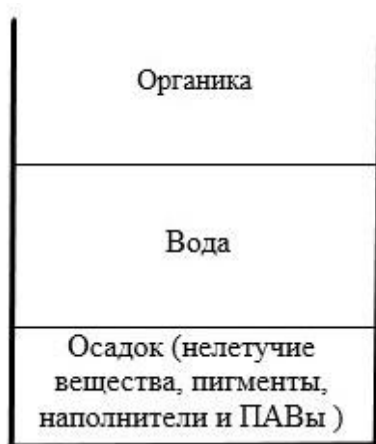 Органика
Вода
Осадок (нелетучие
вещества, пигменты,
наполнители и ПАВы )